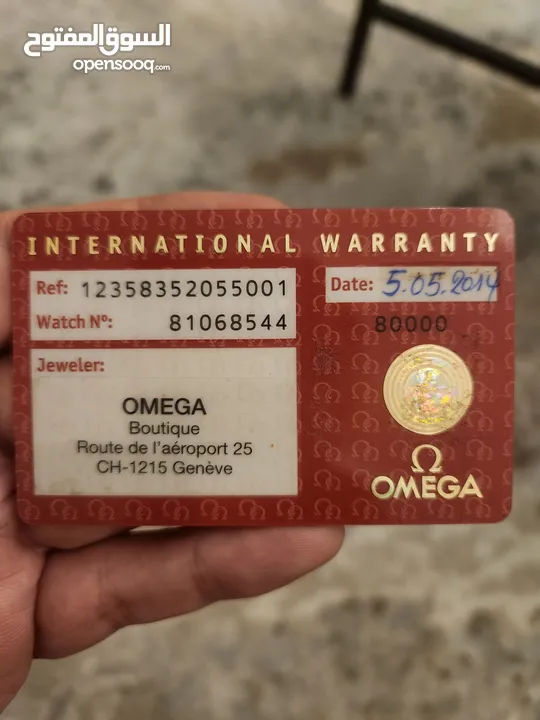 السوق المفتوح
opensooq.com
INTERNATIONAL WARRANTY
Ref: 12358352055001
Date: 5.05.2014
Watch Nº: 81068544
80000
Jeweler:
OMEGA
Boutique
Route de l'aéroport 25
CH-1215 Genève
Ω
OMEGA